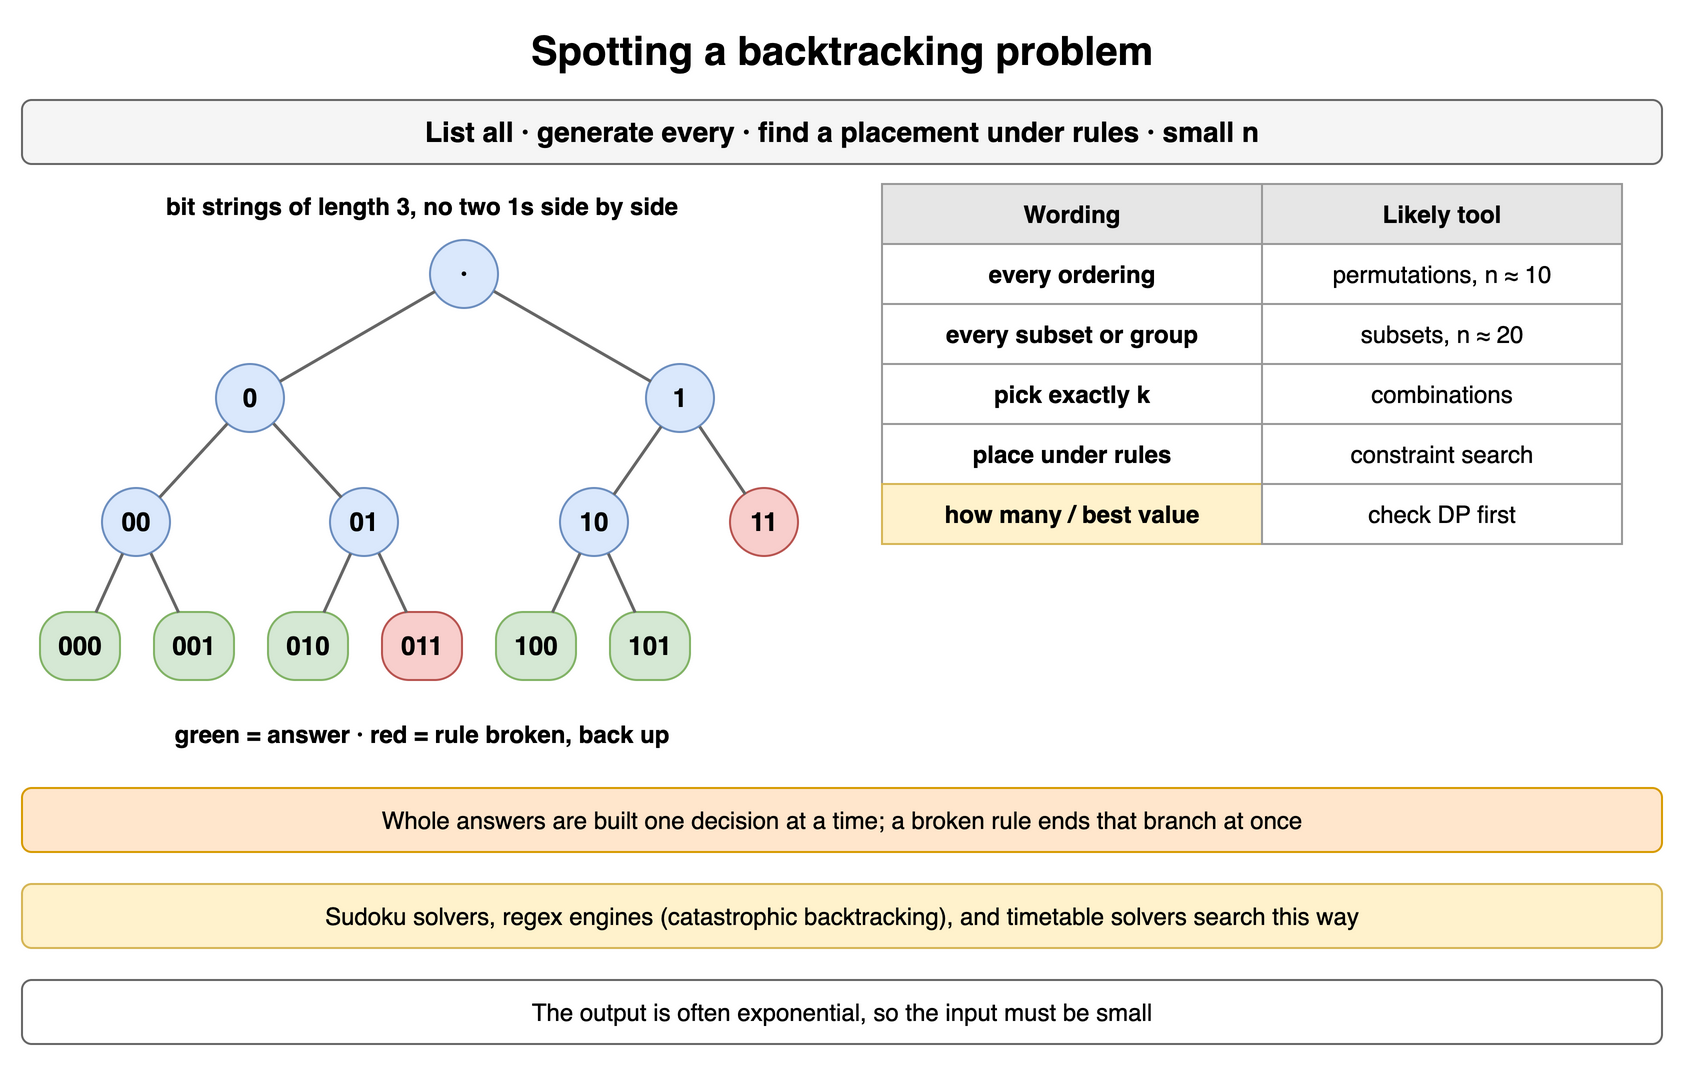 Spotting a backtracking problem
List all · generate every · find a placement under rules · small n
bit strings of length 3, no two 1s side by side
·
0
1
00
01
10
11
000
001
010
011
100
101
green = answer · red = rule broken, back up
Wording
Likely tool
every ordering
permutations, n ≈ 10
every subset or group
subsets, n ≈ 20
pick exactly k
combinations
place under rules
constraint search
how many / best value
check DP first
Whole answers are built one decision at a time; a broken rule ends that branch at once
Sudoku solvers, regex engines (catastrophic backtracking), and timetable solvers search this way
The output is often exponential, so the input must be small